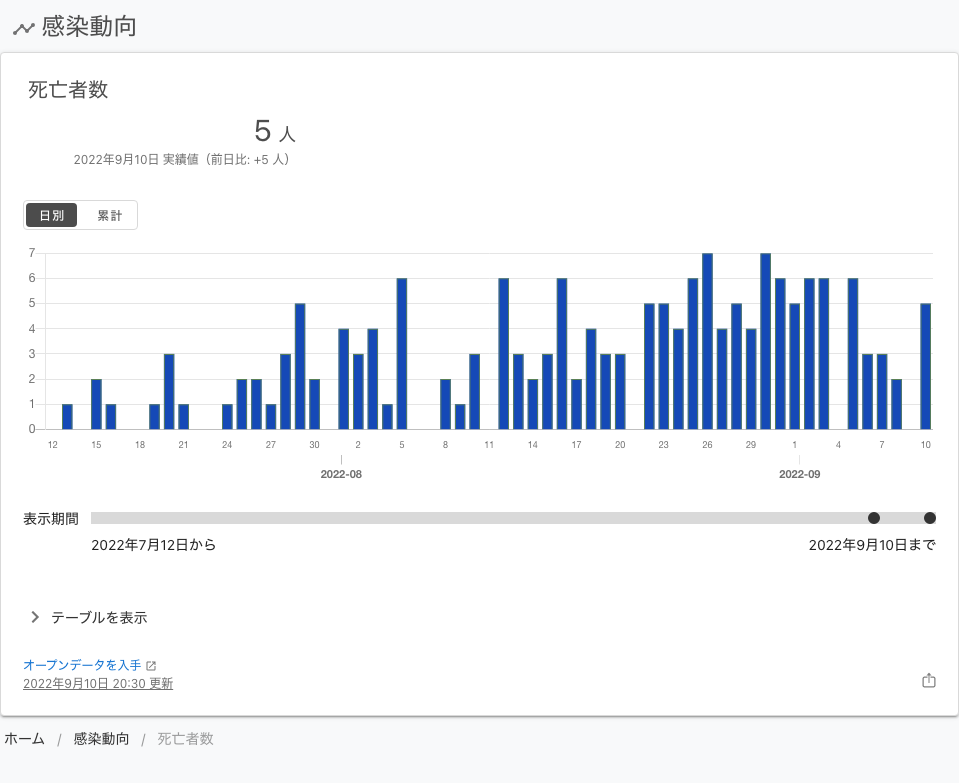 感染動向
死亡者数
5 人
2022年9月10日 実績値（前日比: +5 人）
日別 累計
7
6
5
4
3
2
1
0
12 15 18 21 24 27 30 2 5 8 11 14 17 20 23 26 29 1 4 7 10
2022-08 2022-09
表示期間
2022年7月12日から 2022年9月10日まで
テーブルを表示
オープンデータを入手
2022年9月10日 20:30 更新
ホーム / 感染動向 / 死亡者数